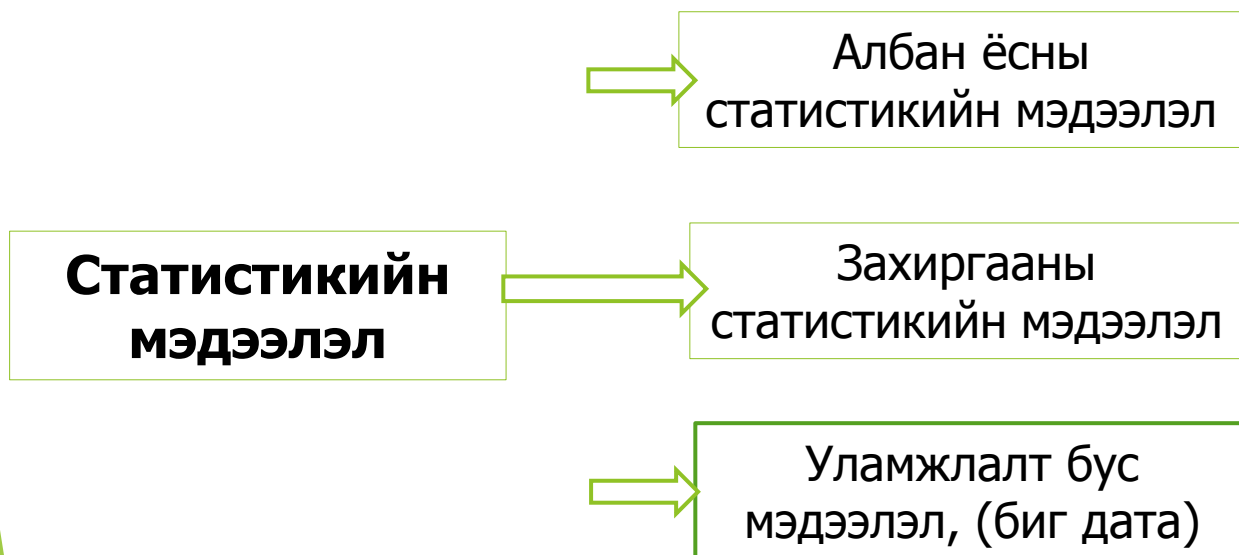 Албан ёсны
статистикийн мэдээлэл
Статистикийн
мэдээлэл
Захиргааны
статистикийн мэдээлэл
Уламжлалт бус
мэдээлэл, (биг дата)